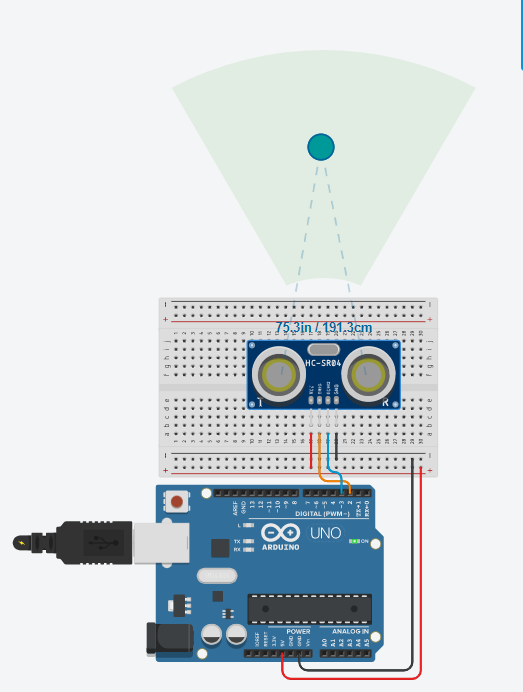 75.3in / 191.3cm
HC-SR04
T
R
VCC
TRIG
ECHO
GND
AREF
GND
13
12
~11
~10
~9
8
7
~6
~5
4
~3
2
TX→1
RX←0
DIGITAL (PWM~)
L
TX
RX
ARDUINO
UNO
ON
POWER
ANALOG IN
IOREF
RESET
3.3V
5V
GND
GND
Vin
A0
A1
A2
A3
A4
A5